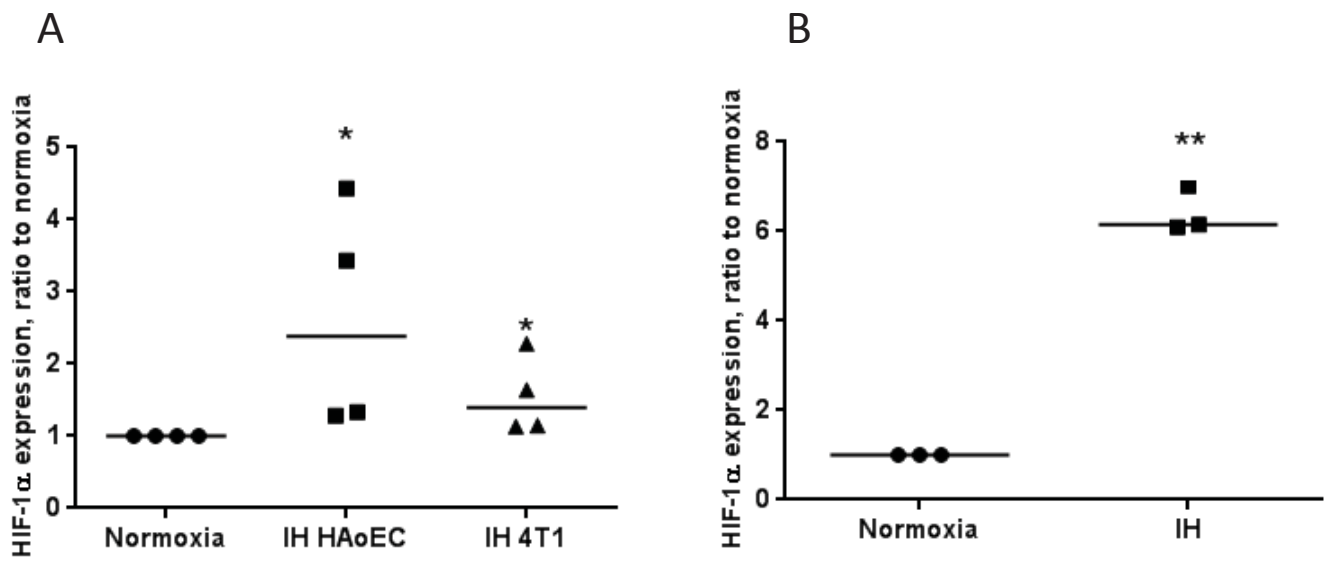 A
HIF-1α expression, ratio to normoxia
5
*
4
3
*
2
1
0
Normoxia
IH HAoEC
IH 4T1
B
HIF-1α expression, ratio to normoxia
8
**
6
4
2
0
Normoxia
IH